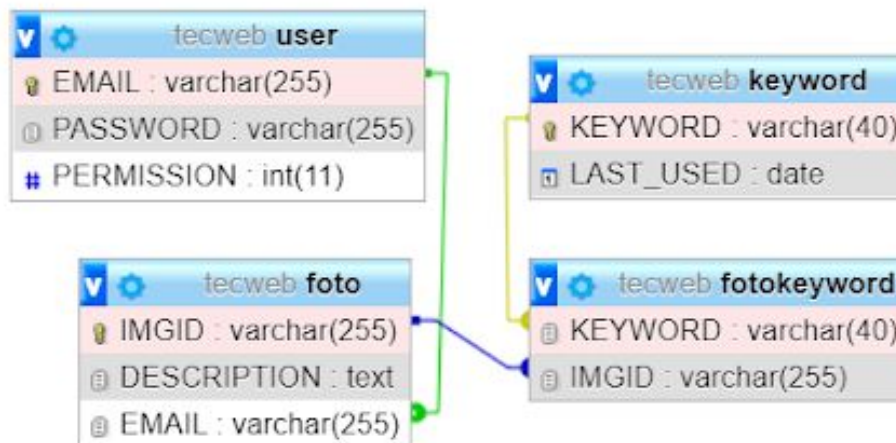 tecweb user
EMAIL : varchar(255)
PASSWORD : varchar(255)
PERMISSION : int(11)
tecweb keyword
KEYWORD : varchar(40)
LAST_USED : date
tecweb foto
IMGID : varchar(255)
DESCRIPTION : text
EMAIL : varchar(255)
tecweb fotokeyword
KEYWORD : varchar(40)
IMGID : varchar(255)